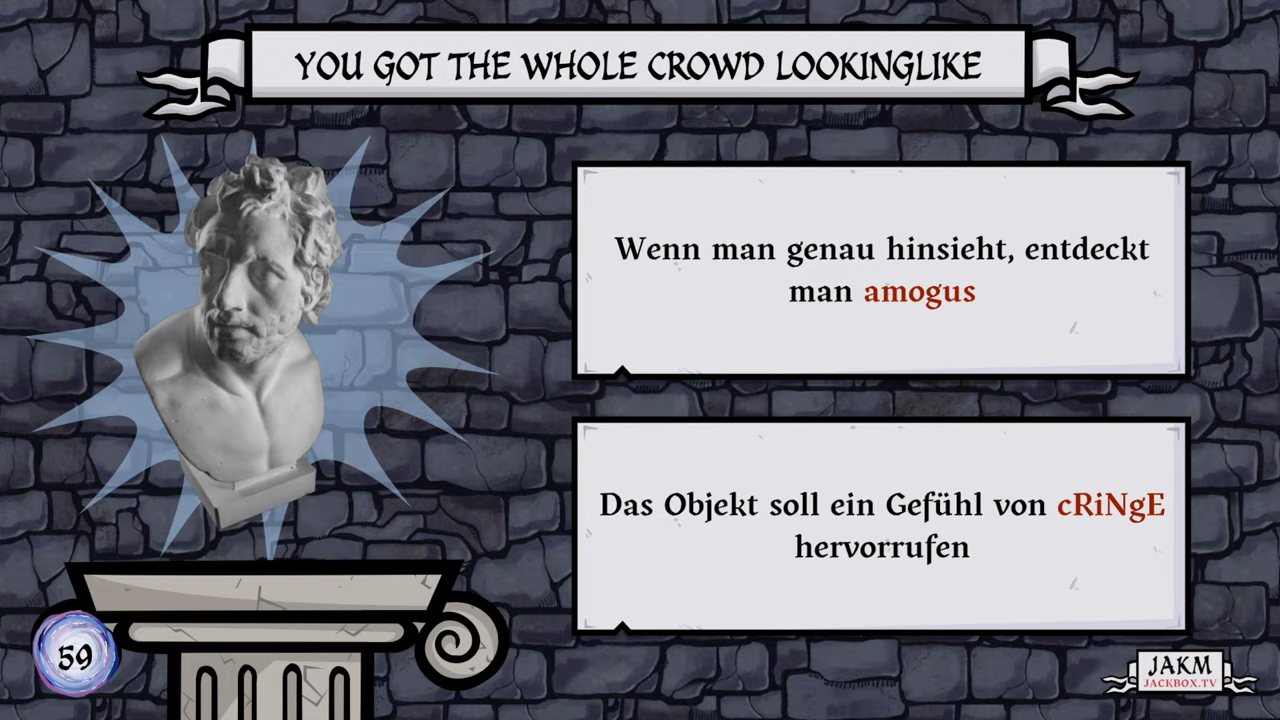 YOU GOT THE WHOLE CROWD LOOKINGLIKE
Wenn man genau hinsieht, entdeckt
man amogus
Das Objekt soll ein Gefühl von cRiNgE
hervorrufen
59
JAKM
JACKBOX.TV